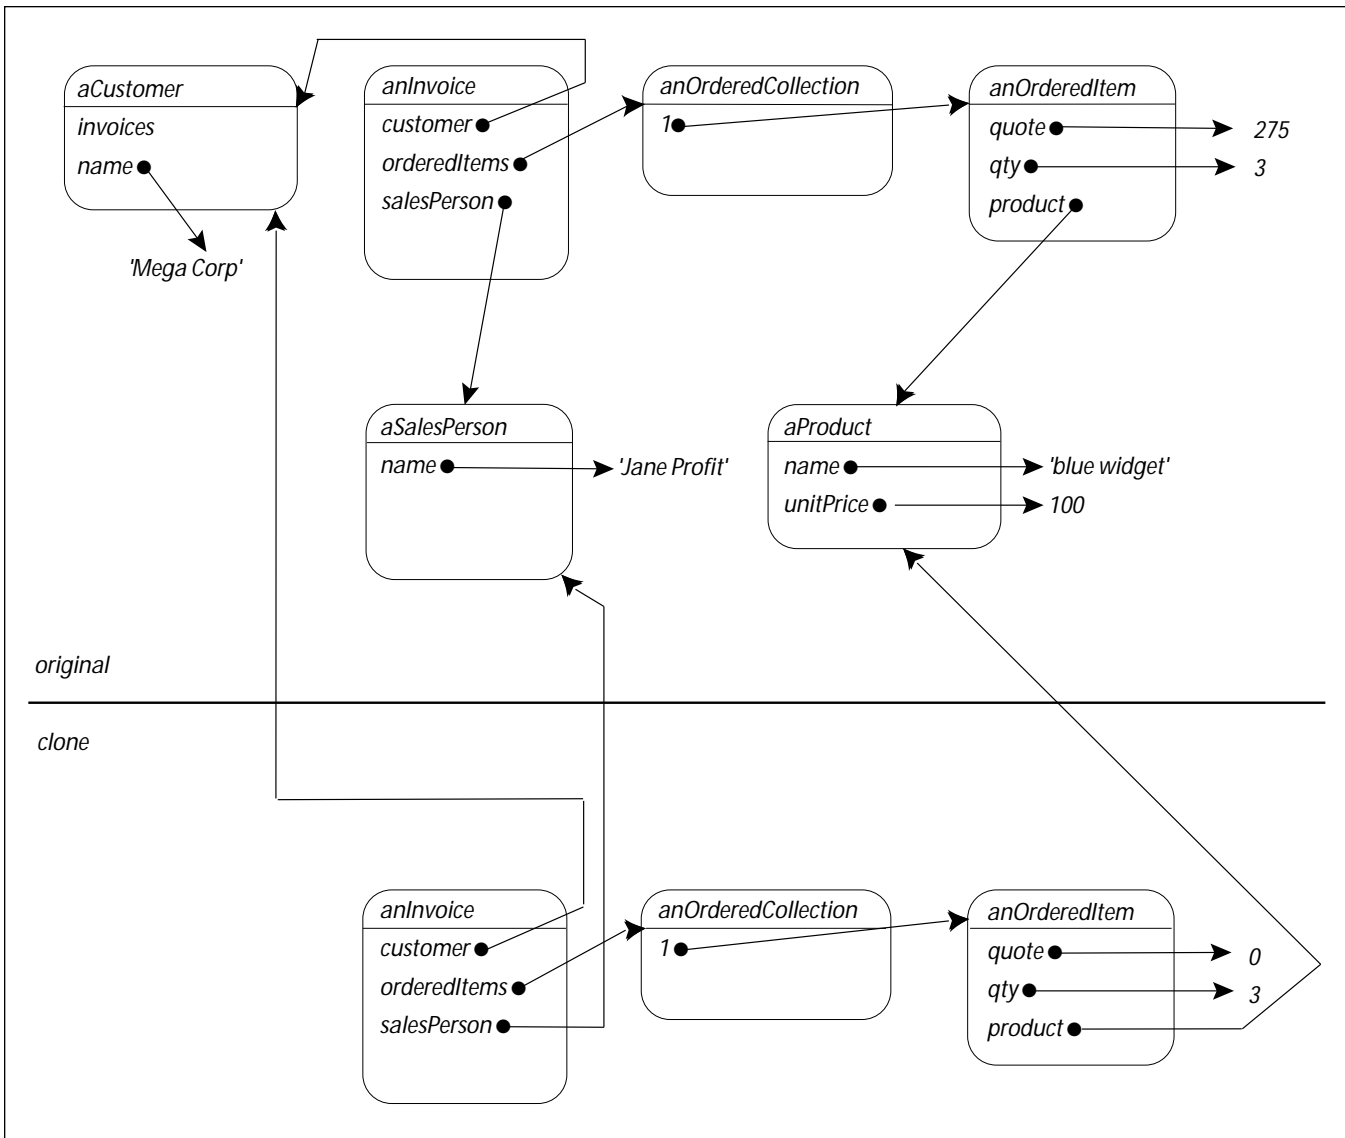 aCustomer
invoices
name
'Mega Corp'
anInvoice
customer
orderedItems
salesPerson
anOrderedCollection
1
anOrderedItem
quote
275
qty
3
product
aSalesPerson
name
'Jane Profit'
aProduct
name
'blue widget'
unitPrice
100
original
clone
anInvoice
customer
orderedItems
salesPerson
anOrderedCollection
1
anOrderedItem
quote
0
qty
3
product